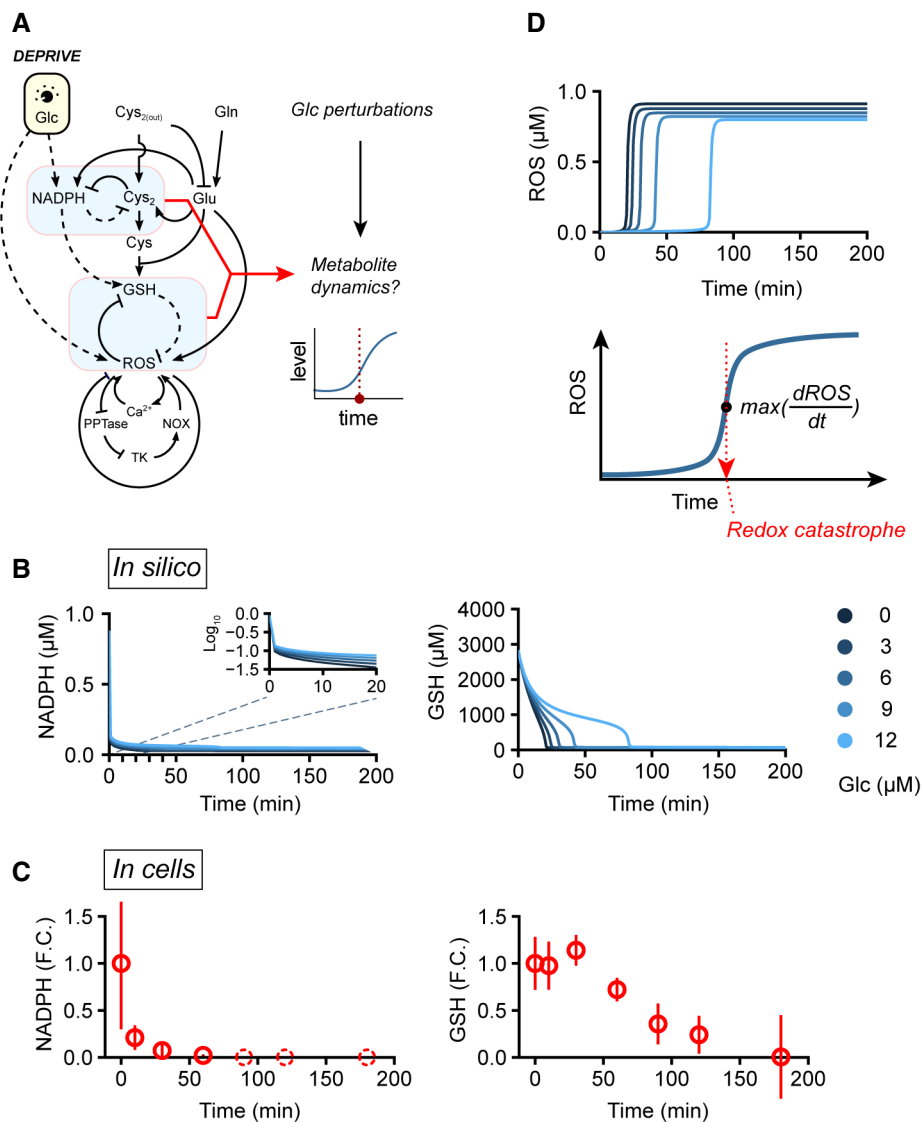 A
DEPRIVE
Glc
Cys2(out)
Gln
NADPH
Cys2
Glu
Cys
GSH
ROS
Ca2+
PPTase
NOX
TK
Glc perturbations
Metabolite
dynamics?
level
time
D
ROS (µM)
1.0
0.5
0.0
0 50 100 150 200
Time (min)
ROS
max(dROS/dt)
Time
Redox catastrophe
B
In silico
NADPH (µM)
1.0
0.5
0.0
0 50 100 150 200
Time (min)
Log10
0.0
−0.5
−1.0
−1.5
0 10 20
GSH (µM)
4000
3000
2000
1000
0
0 50 100 150 200
Time (min)
0
3
6
9
12
Glc (µM)
C
In cells
NADPH (F.C.)
1.5
1.0
0.5
0.0
0 50 100 150 200
Time (min)
GSH (F.C.)
1.5
1.0
0.5
0.0
0 50 100 150 200
Time (min)